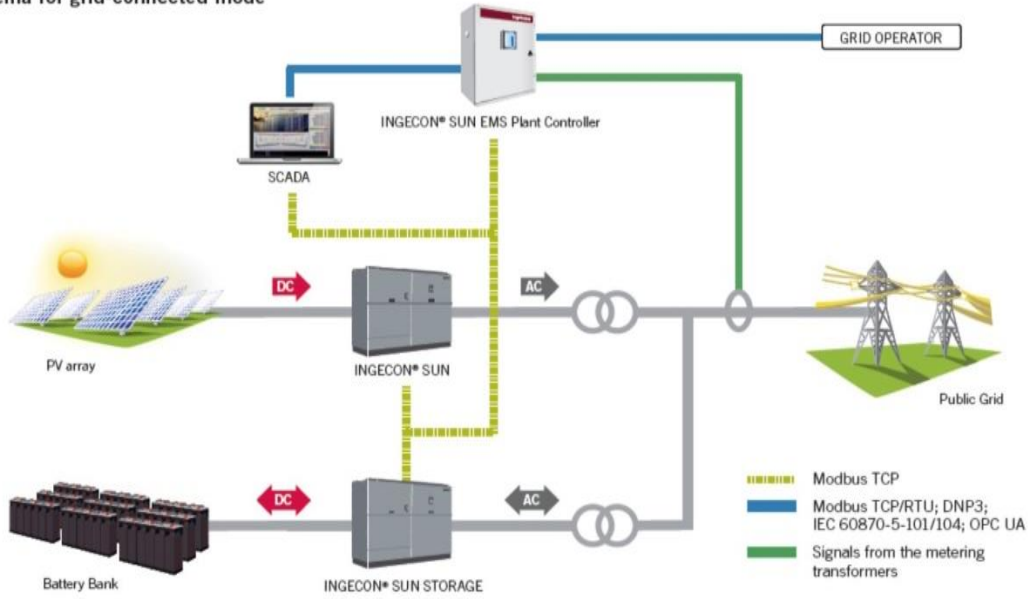 GRID OPERATOR
INGECON® SUN EMS Plant Controller
SCADA
DC
AC
INGECON® SUN
PV array
Public Grid
DC
AC
Battery Bank
INGECON® SUN STORAGE
Modbus TCP
Modbus TCP/RTU; DNP3;
IEC 60870-5-101/104; OPC UA
Signals from the metering
transformers